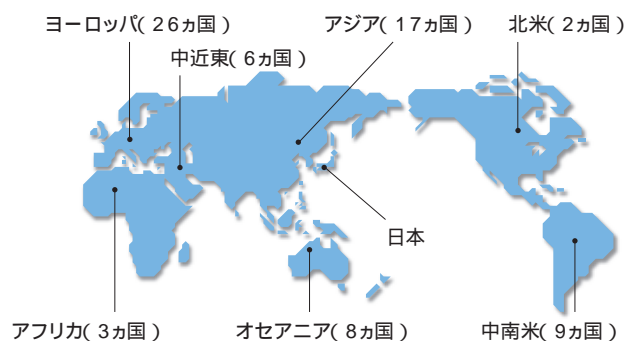 ヨーロッパ(26ヵ国)
アジア(17ヵ国)
北米(2ヵ国)
中近東(6ヵ国)
日本
アフリカ(3ヵ国)
オセアニア(8ヵ国)
中南米(9ヵ国)